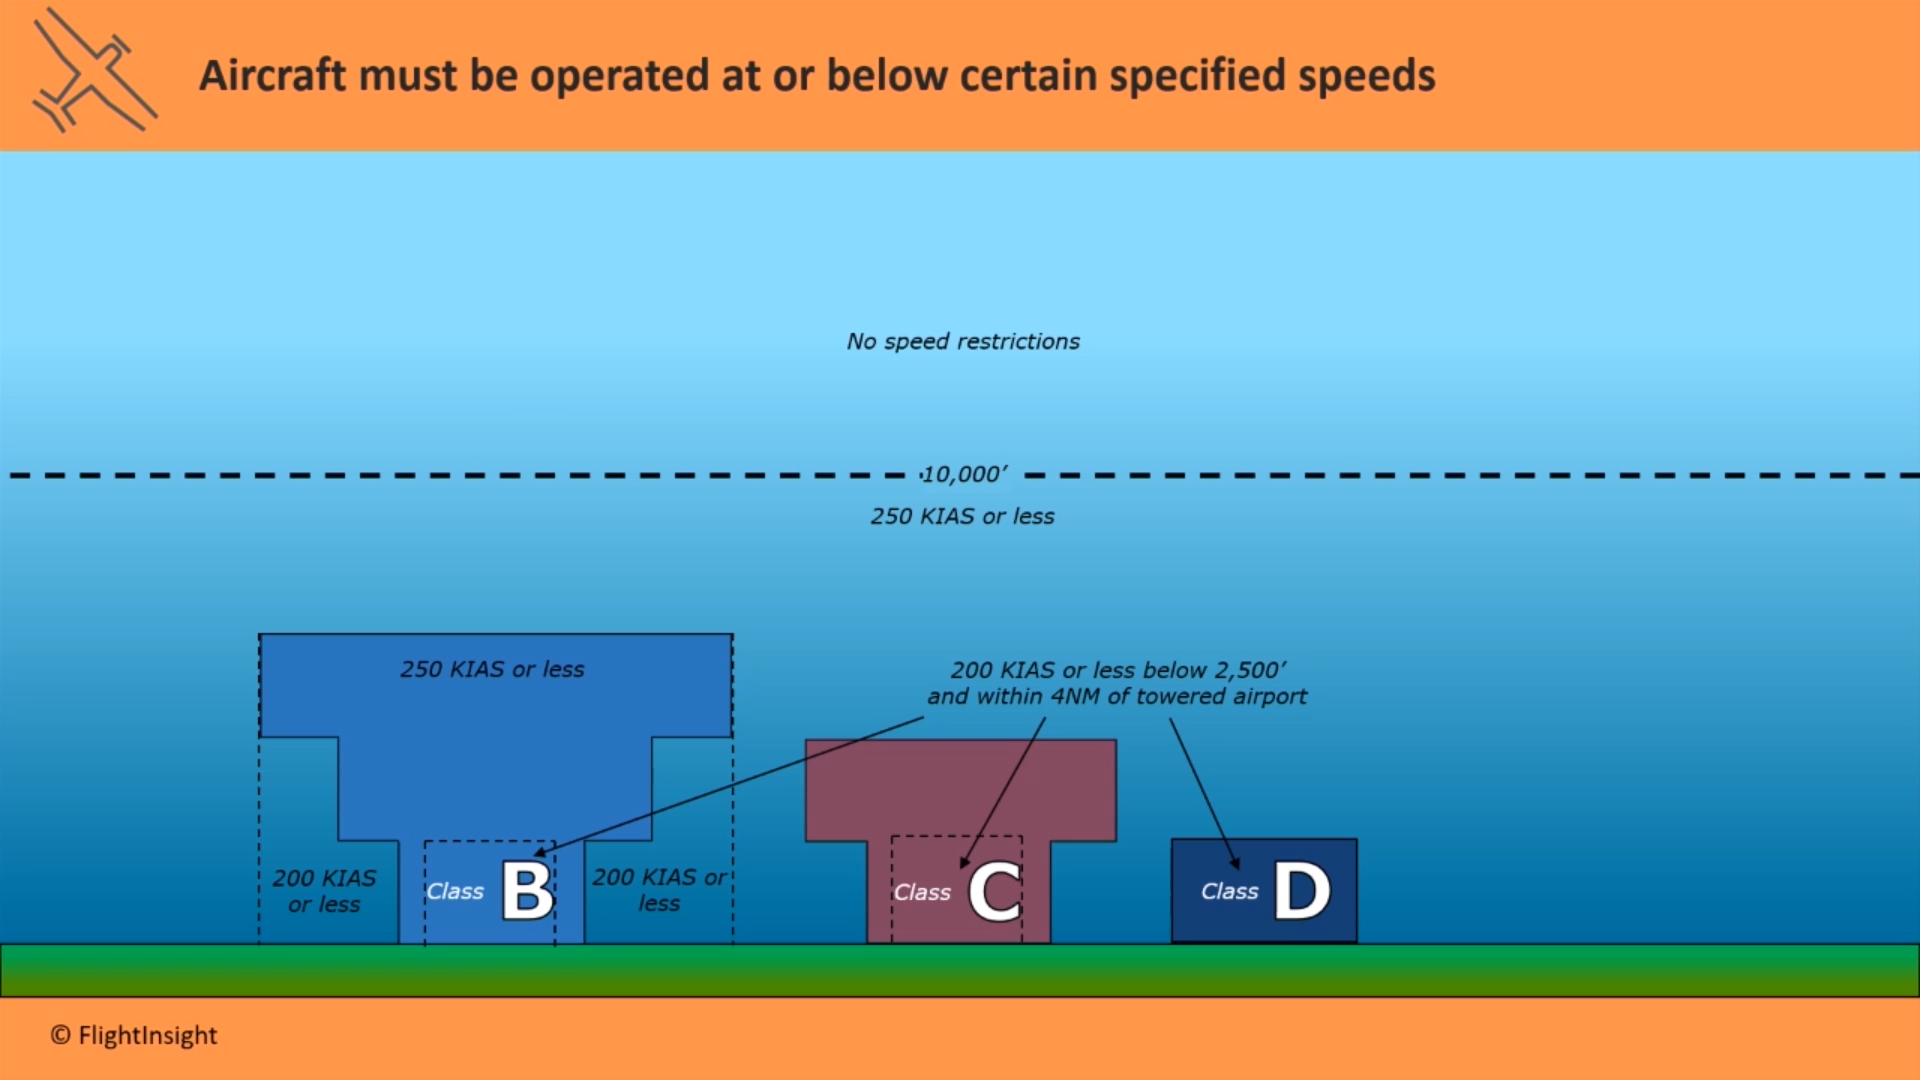 Aircraft must be operated at or below certain specified speeds
No speed restrictions
10,000’
250 KIAS or less
250 KIAS or less
200 KIAS or less below 2,500’
and within 4NM of towered airport
200 KIAS
or less
Class B
200 KIAS or
less
Class C
Class D
© FlightInsight